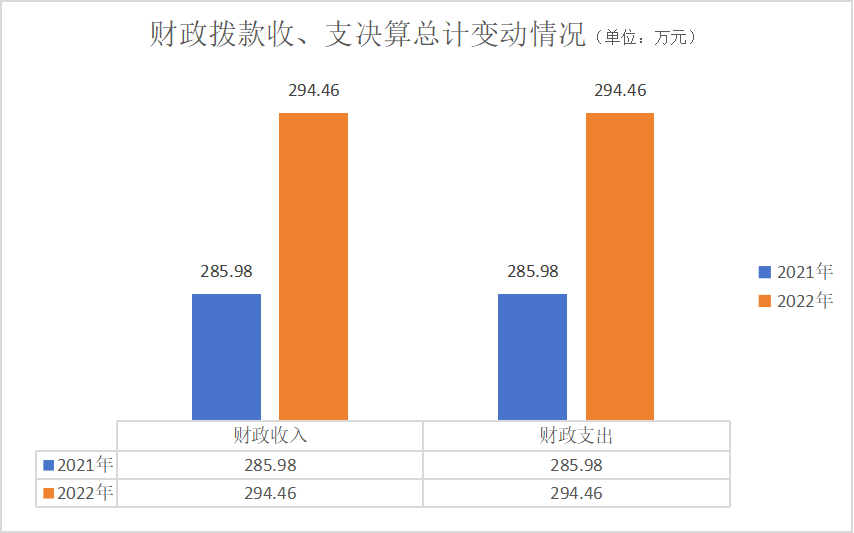 财政拨款收、支决算总计变动情况（单位：万元）
294.46 294.46
285.98 285.98
2021年
2022年
财政收入 财政支出
2021年 285.98 285.98
2022年 294.46 294.46